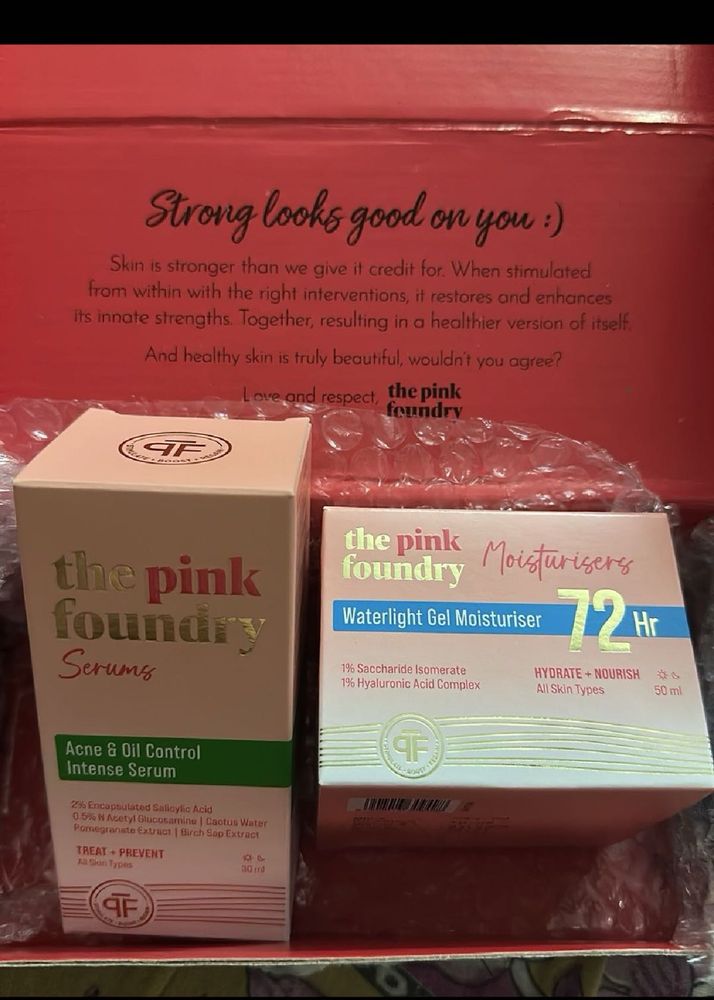 Strong looks good on you :)
Skin is stronger than we give it credit for. When stimulated
from within with the right interventions, it restores and enhances
its innate strengths. Together, resulting in a healthier version of itself.
And healthy skin is truly beautiful, wouldn't you agree?
Love and respect, the pink
foundry
the pink
foundry
Serums
Acne & Oil Control
Intense Serum
2% Encapsulated Salicylic Acid
0.5% N Acetyl Glucosamine | Cactus Water
Pomegranate Extract | Birch Sap Extract
TREAT + PREVENT
All Skin Types
30 ml
the pink
foundry
Moisturisers
Waterlight Gel Moisturiser
72 Hr
1% Saccharide Isomerate
1% Hyaluronic Acid Complex
HYDRATE + NOURISH
All Skin Types
50 ml